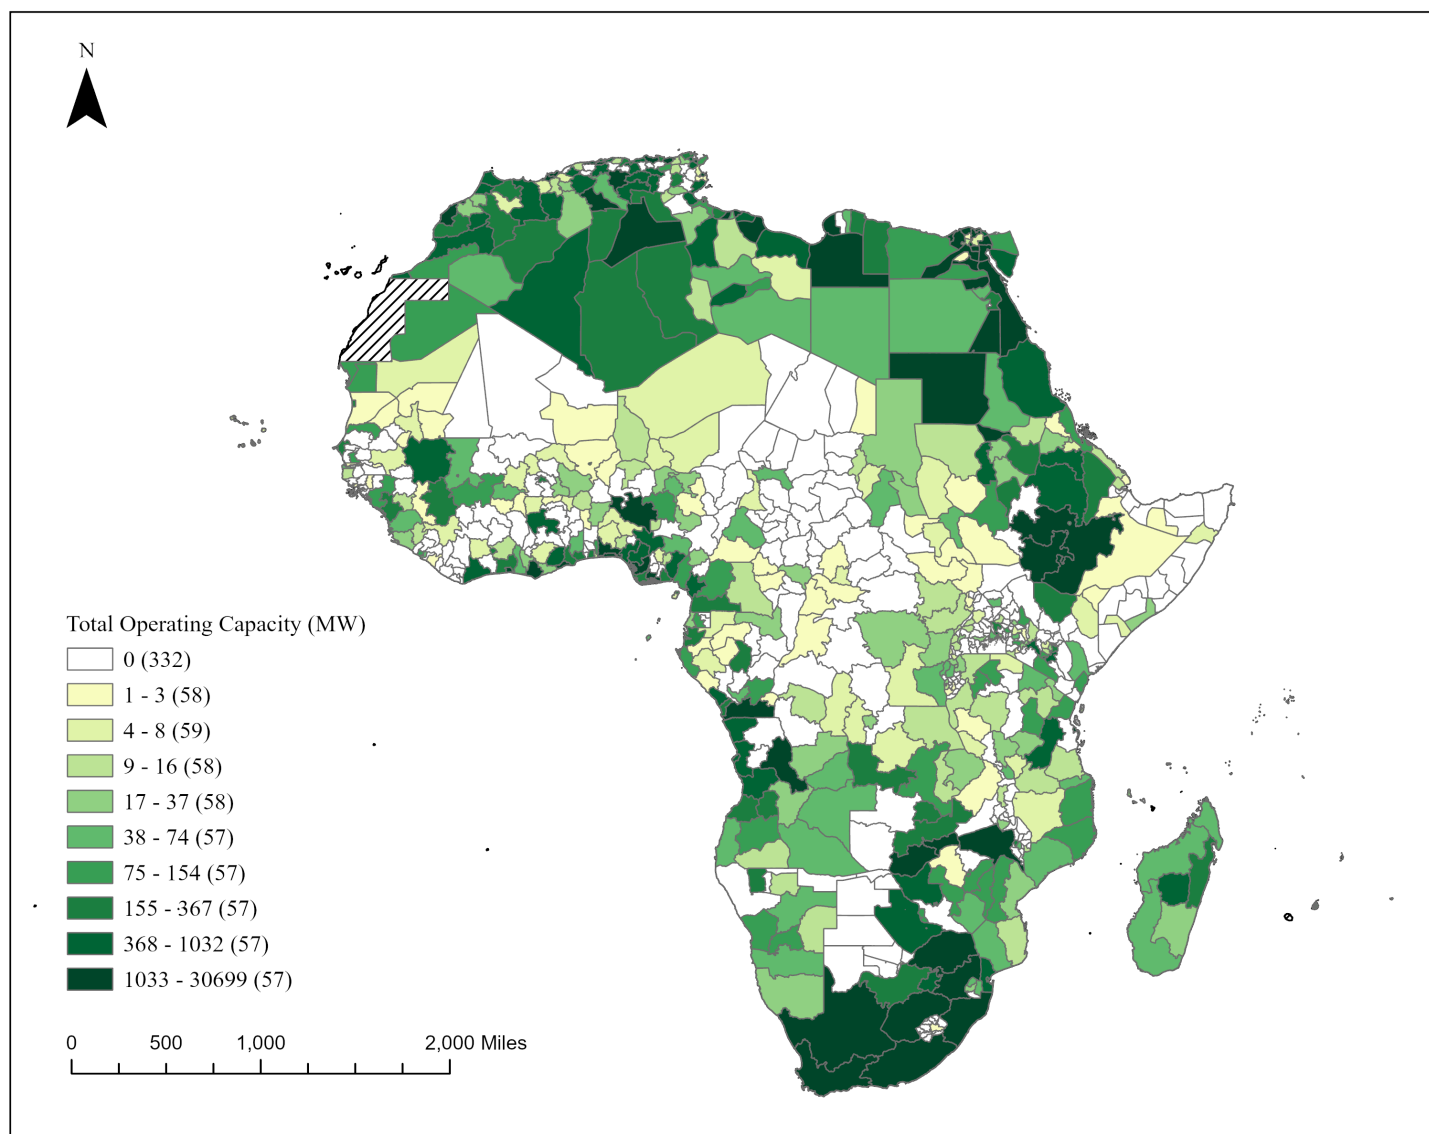 N
Total Operating Capacity (MW)
0 (332)
1 - 3 (58)
4 - 8 (59)
9 - 16 (58)
17 - 37 (58)
38 - 74 (57)
75 - 154 (57)
155 - 367 (57)
368 - 1032 (57)
1033 - 30699 (57)
0 500 1,000 2,000 Miles